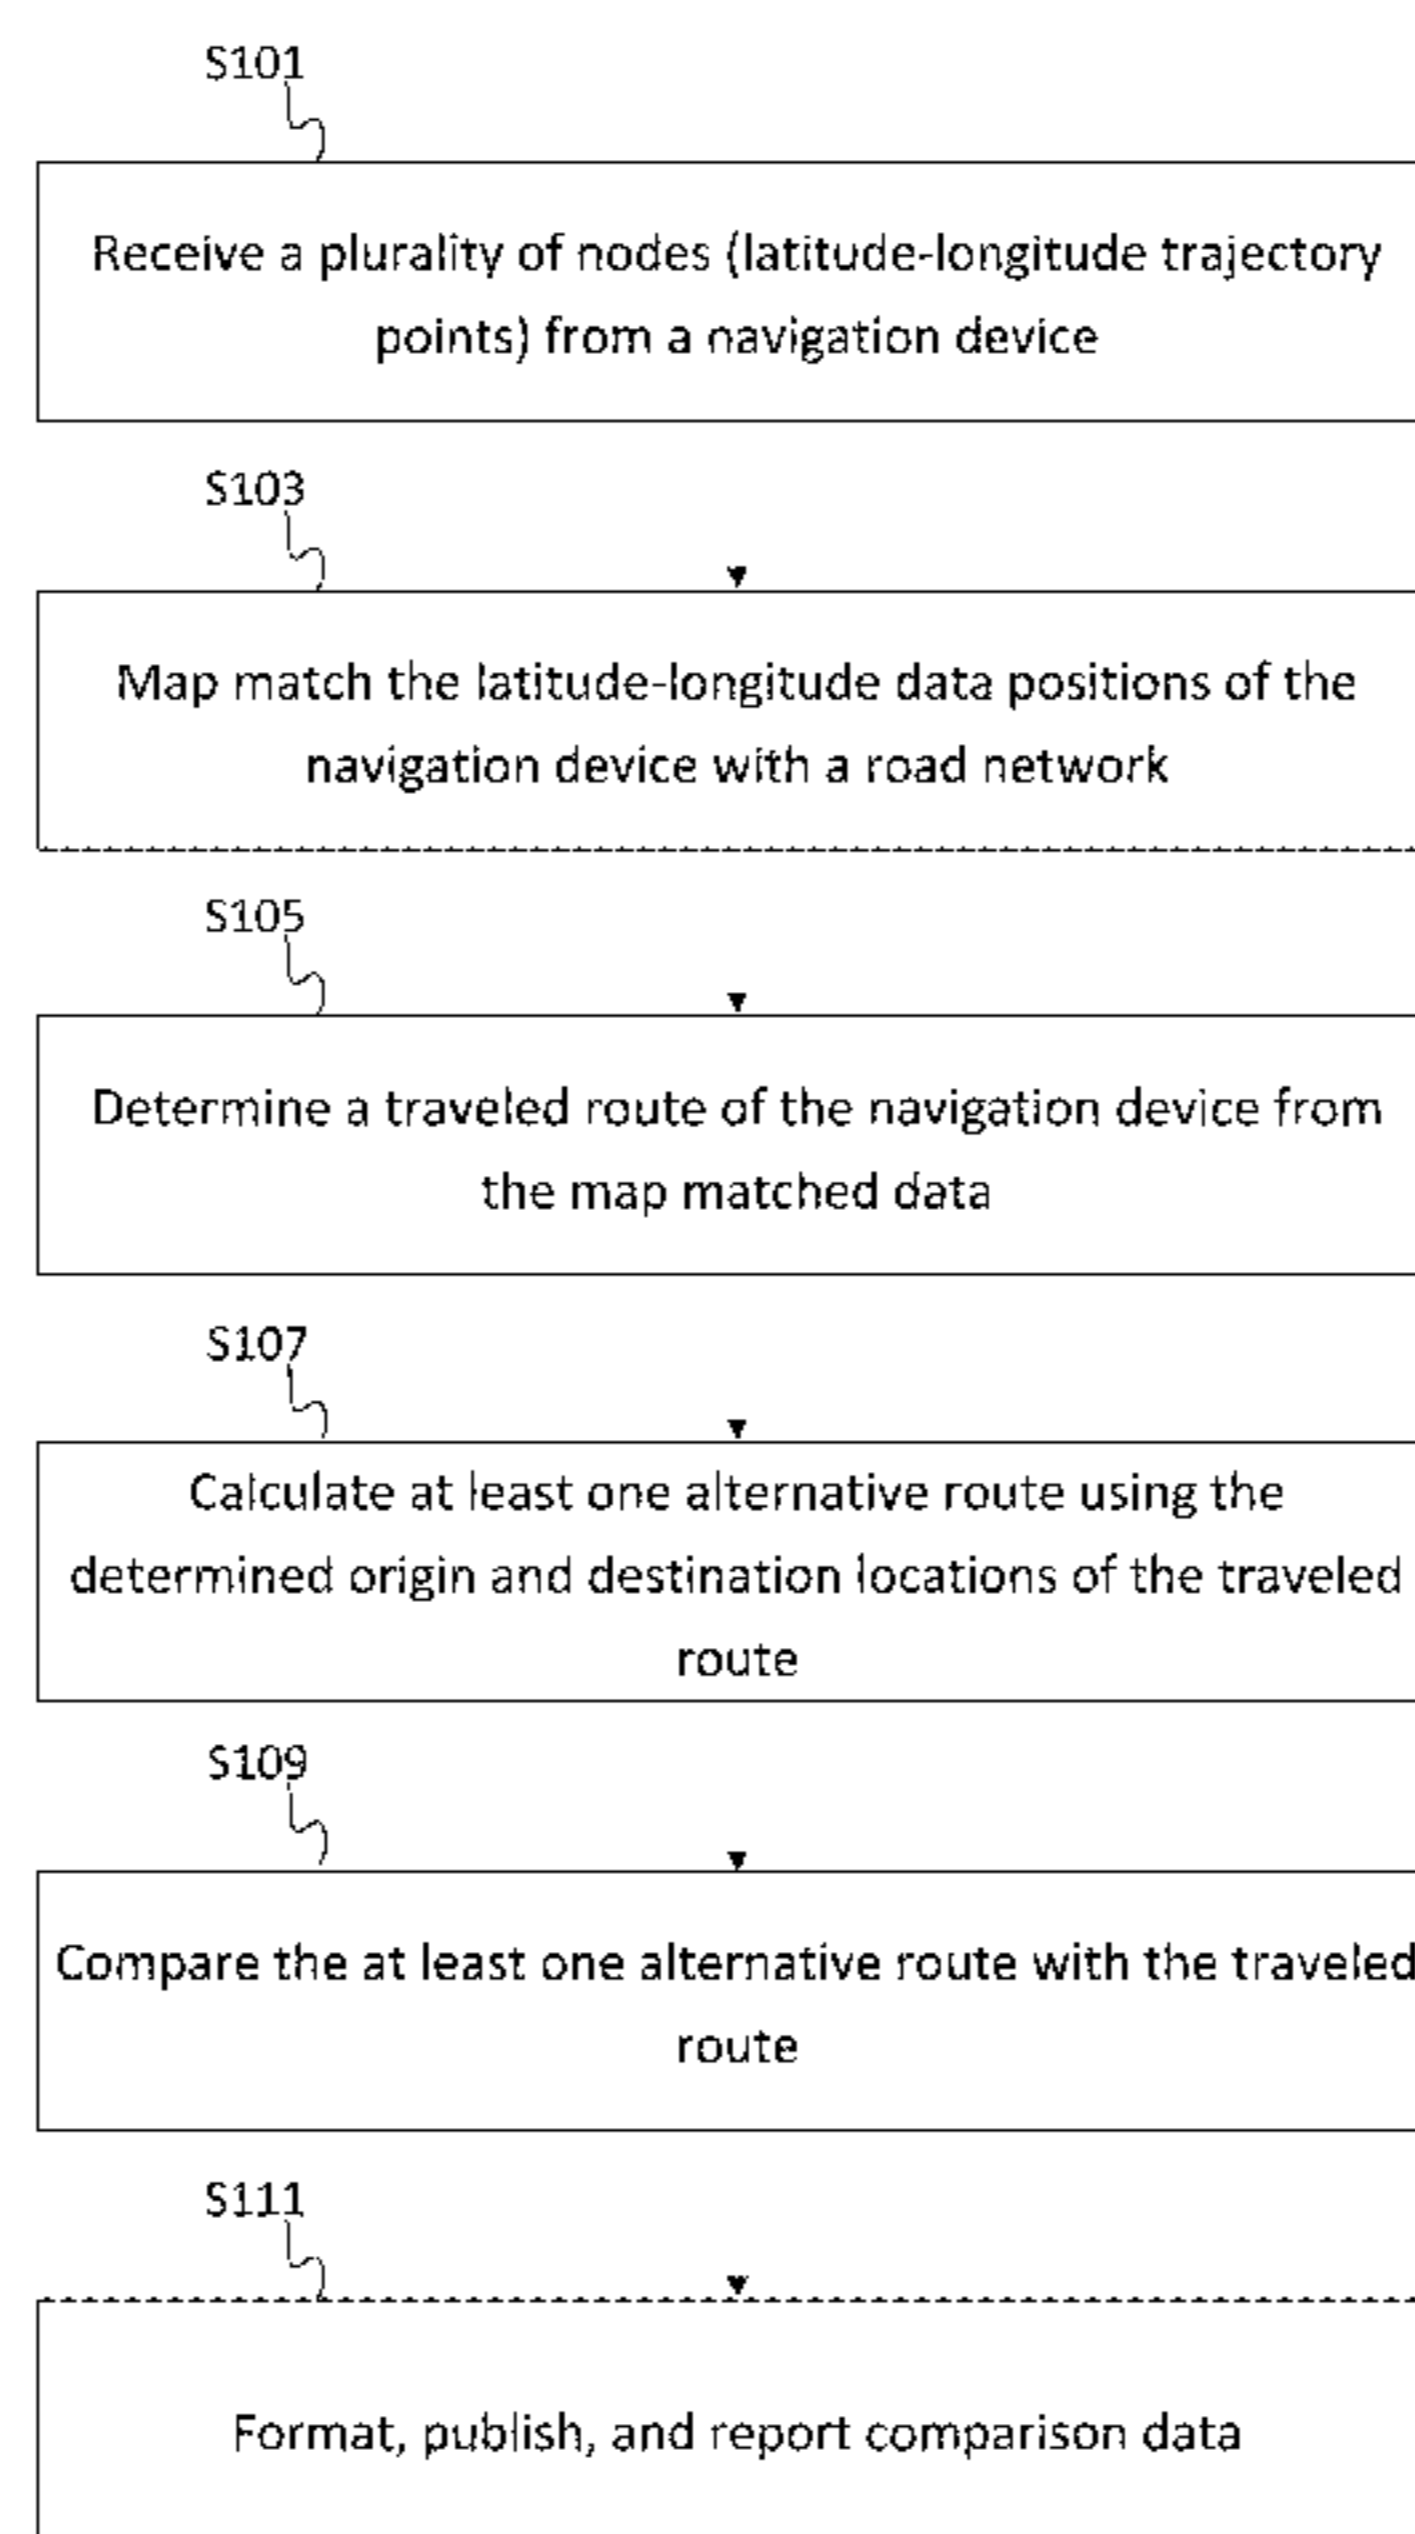 S101
Receive a plurality of nodes (latitude-longitude trajectory
points) from a navigation device
S103
Map match the latitude-longitude data positions of the
navigation device with a road network
S105
Determine a traveled route of the navigation device from
the map matched data
S107
Calculate at least one alternative route using the
determined origin and destination locations of the traveled
route
S109
Compare the at least one alternative route with the traveled
route
S111
Format, publish, and report comparison data